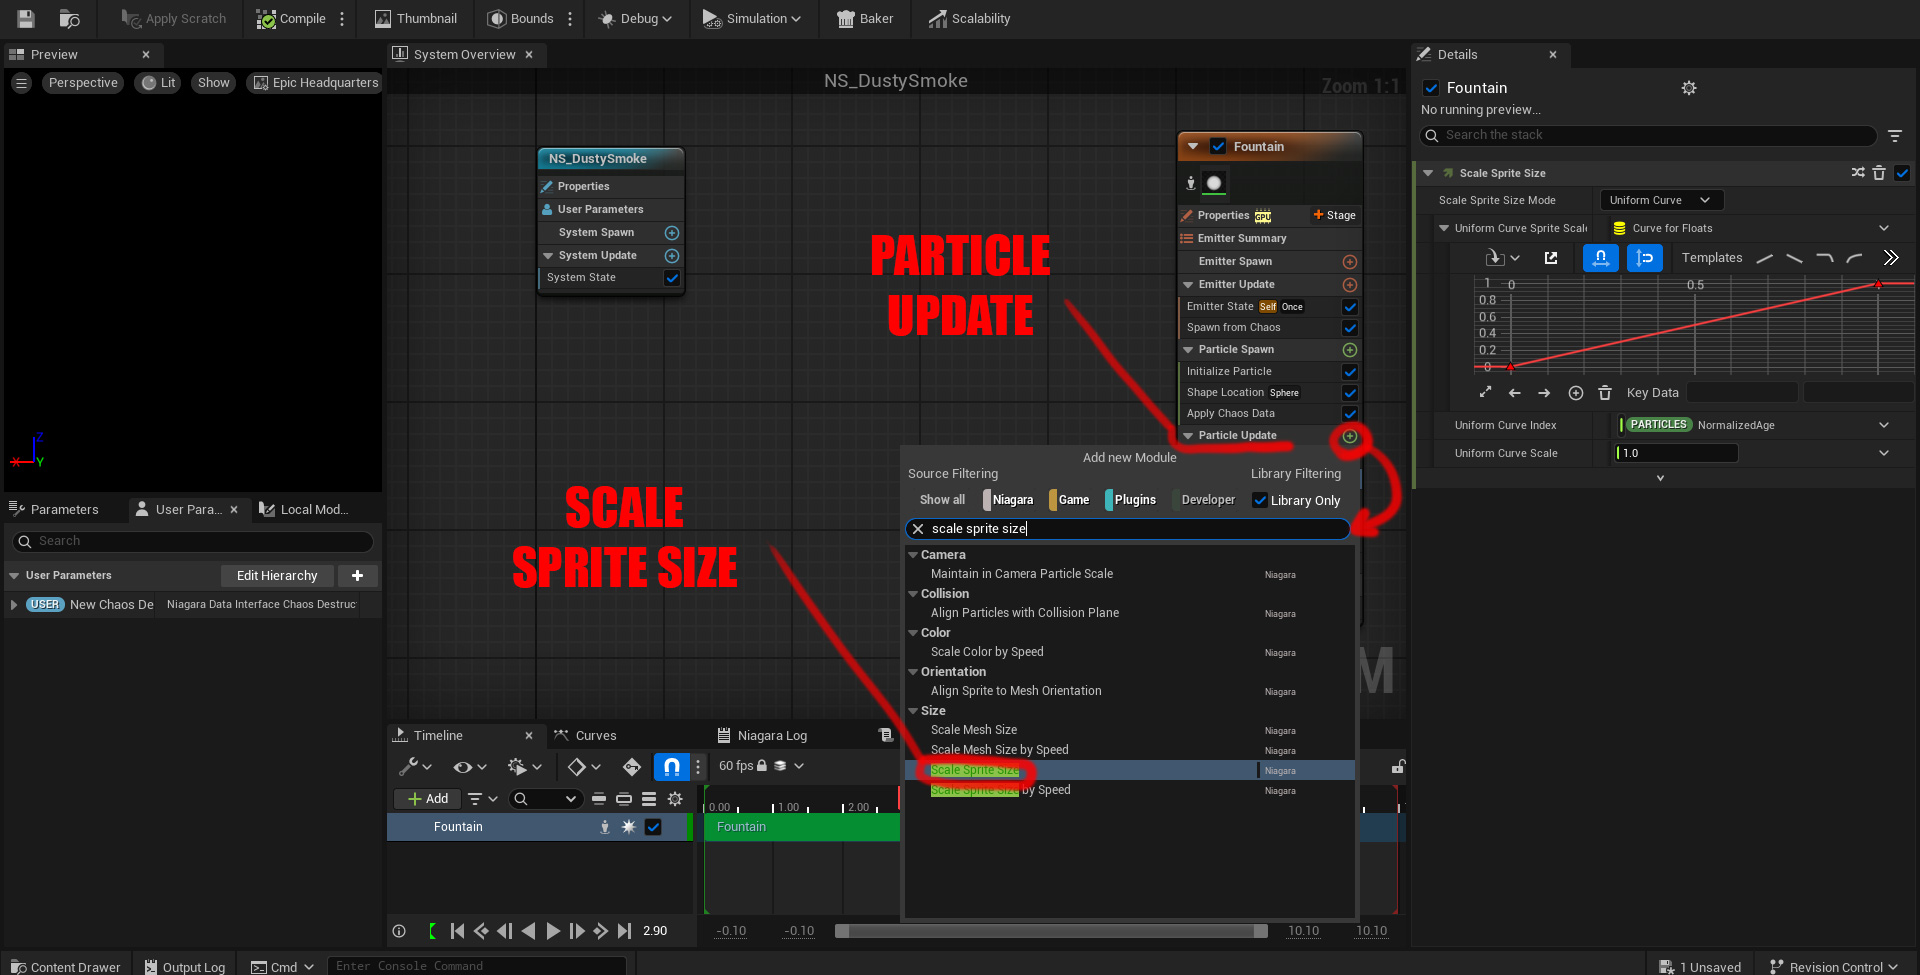 Apply Scratch
Compile
Thumbnail
Bounds
Debug
Simulation
Baker
Scalability
Preview
System Overview
Details
Perspective
Lit
Show
Epic Headquarters
NS_DustySmoke
Zoom 1:1
Fountain
No running preview...
Search the stack
NS_DustySmoke
Properties
User Parameters
System Spawn
System Update
System State
PARTICLE
UPDATE
SCALE
SPRITE SIZE
Fountain
Properties GPU
Stage
Emitter Summary
Emitter Spawn
Emitter Update
Emitter State Self Once
Spawn from Chaos
Particle Spawn
Initialize Particle
Shape Location Sphere
Apply Chaos Data
Particle Update
Scale Sprite Size
Scale Sprite Size Mode
Uniform Curve
Uniform Curve Sprite Scale
Curve for Floats
Templates
1
0
0.5
0.8
0.6
0.4
0.2
0
Key Data
Uniform Curve Index
PARTICLES NormalizedAge
Uniform Curve Scale
1.0
Z
X
Y
Add new Module
Source Filtering
Library Filtering
Show all
Niagara
Game
Plugins
Developer
Library Only
scale sprite size
Camera
Maintain in Camera Particle Scale Niagara
Collision
Align Particles with Collision Plane Niagara
Color
Scale Color by Speed Niagara
Orientation
Align Sprite to Mesh Orientation Niagara
Size
Scale Mesh Size Niagara
Scale Mesh Size by Speed Niagara
Scale Sprite Size Niagara
Scale Sprite Size by Speed Niagara
M
Parameters
User Para...
Local Mod...
Search
User Parameters
Edit Hierarchy
USER New Chaos De
Niagara Data Interface Chaos Destruc
Timeline
Curves
Niagara Log
60 fps
Add
0.00
1.00
2.00
Fountain
Fountain
2.90
-0.10
-0.10
10.10
10.10
Content Drawer
Output Log
Cmd
Enter Console Command
1 Unsaved
Revision Control